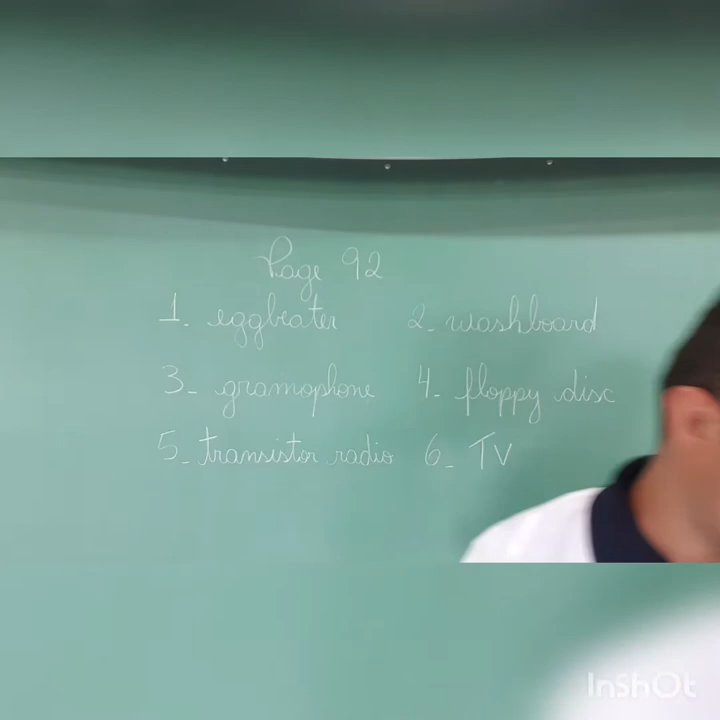 Page 92
1. eggbeater 2- washboard
3- gramophone 4- floppy disc
5- transistor radio 6- TV
InShOt